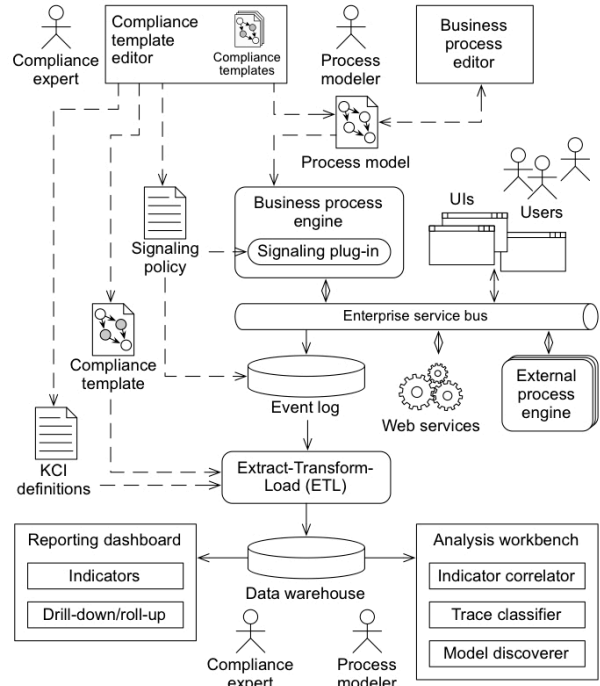 Compliance
expert
Compliance
template
editor
Compliance
templates
Process
modeler
Business
process
editor
Process model
Signaling
policy
Business process
engine
Signaling plug-in
UIs
Users
Enterprise service bus
Compliance
template
Event log
Web services
External
process
engine
KCI
definitions
Extract-Transform-
Load (ETL)
Reporting dashboard
Indicators
Drill-down/roll-up
Data warehouse
Analysis workbench
Indicator correlator
Trace classifier
Model discoverer
Compliance
expert
Process
modeler